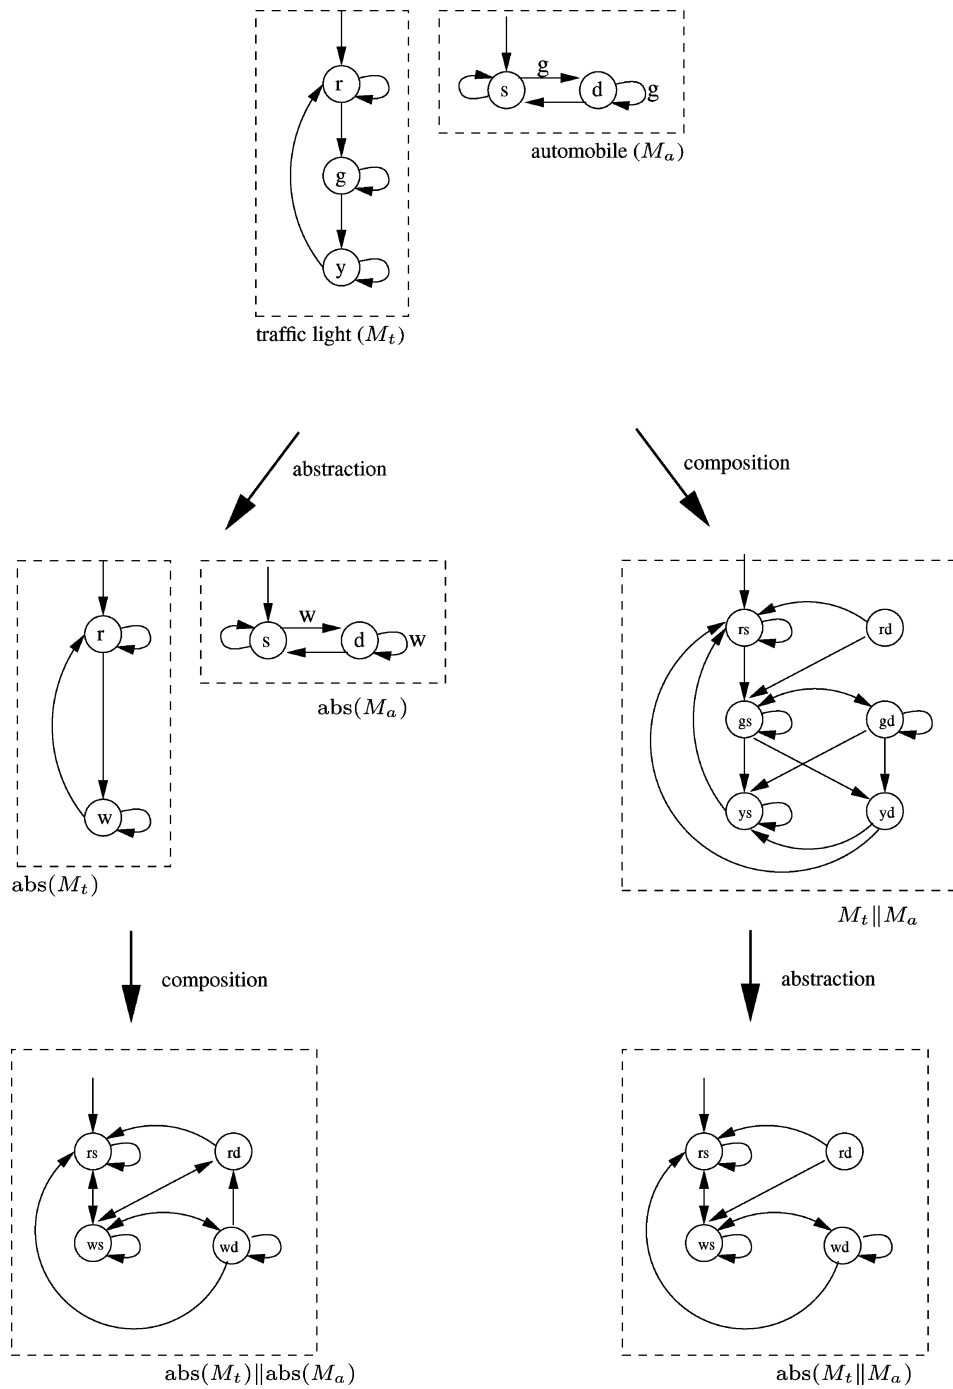 r
g
y
traffic light (M_t)
g
s
d
g
automobile (M_a)
abstraction
composition
r
w
abs(M_t)
w
s
d
w
abs(M_a)
rs
rd
gs
gd
ys
yd
M_t||M_a
composition
abstraction
rs
rd
ws
wd
abs(M_t)||abs(M_a)
rs
rd
ws
wd
abs(M_t||M_a)